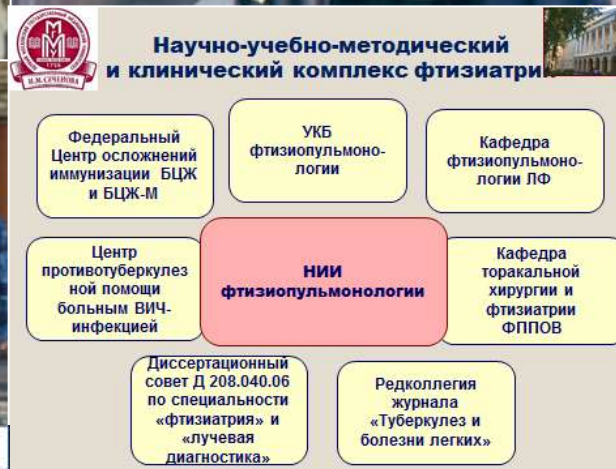 Научно-учебно-методический
и клинический комплекс фтизиатрии
Федеральный
Центр осложнений
иммунизации БЦЖ
и БЦЖ-М
УКБ
фтизиопульмоно-
логии
Кафедра
фтизиопульмоно-
логии ЛФ
Центр
противотуберкулез
ной помощи
больным ВИЧ-
инфекцией
НИИ
фтизиопульмонологии
Кафедра
торакальной
хирургии и
фтизиатрии
ФППОВ
Диссертационный
совет Д 208.040.06
по специальности
«фтизиатрия» и
«лучевая
диагностика»
Редколлегия
журнала
«Туберкулез и
болезни легких»
И.М. СЕЧЕНОВА